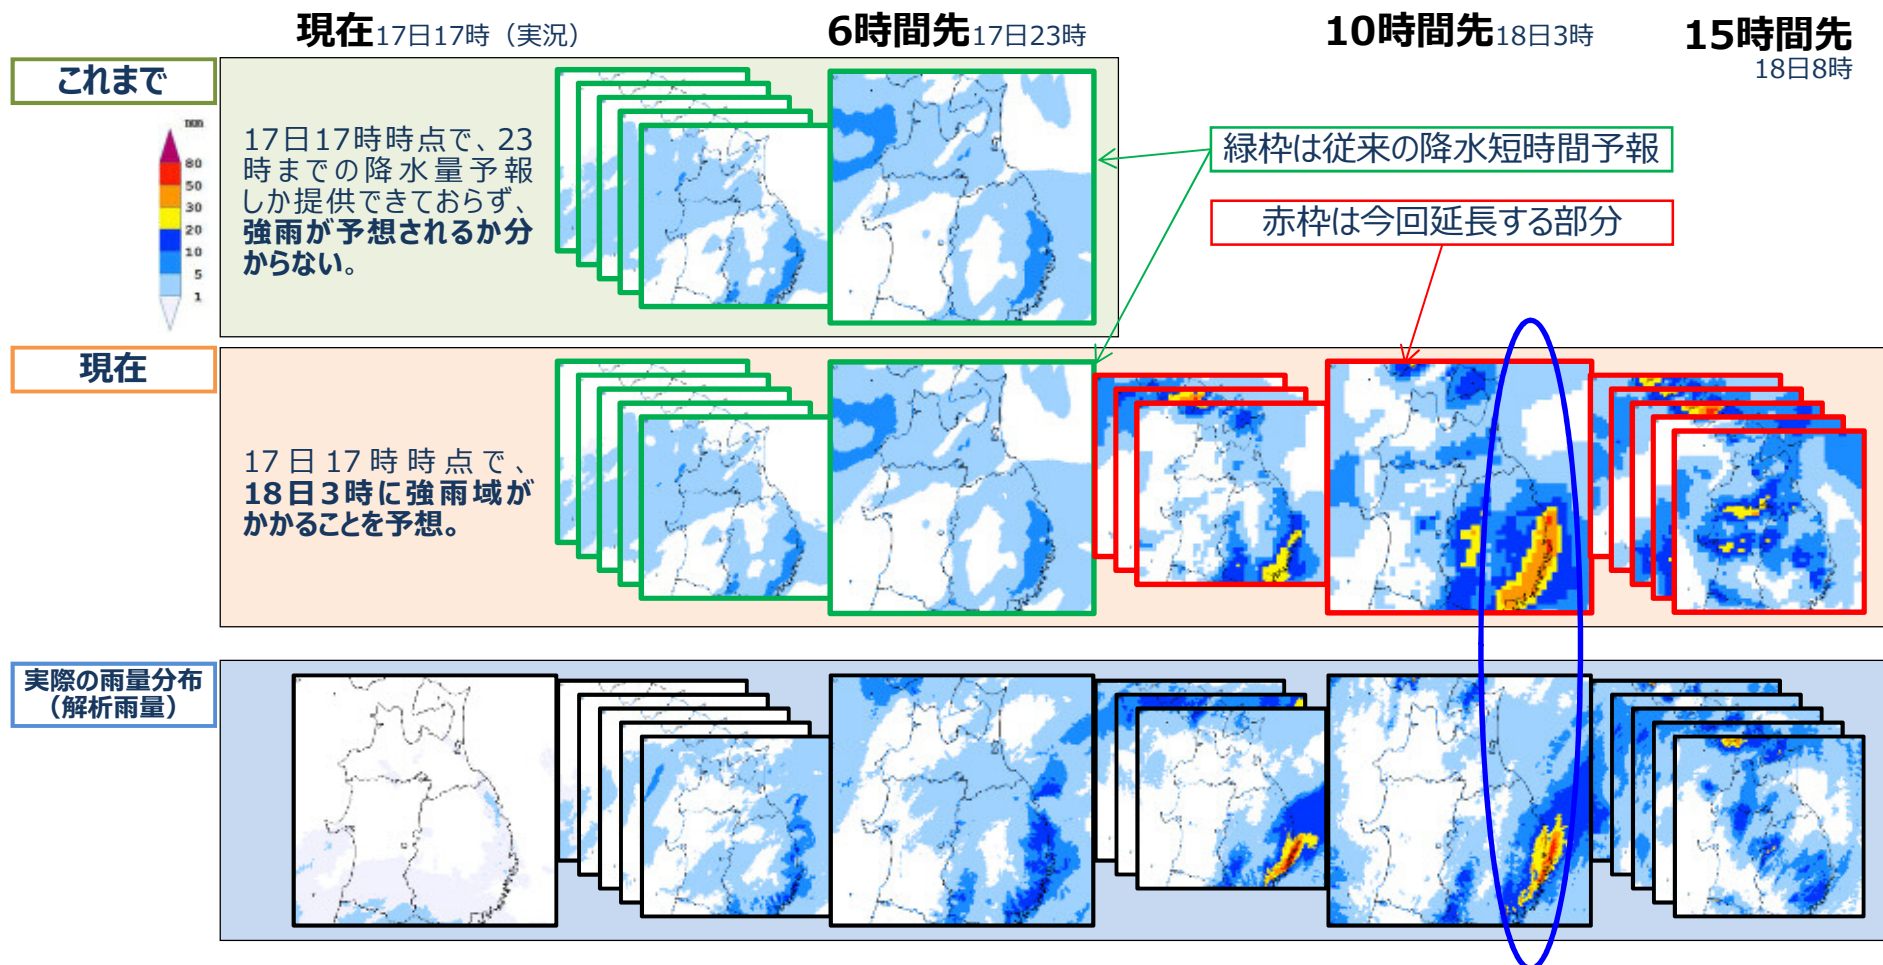 現在17日17時（実況）
6時間先17日23時
10時間先18日3時
15時間先
18日8時
これまで
mm
80
50
30
20
10
5
1
17日17時時点で、23
時までの降水量予報
しか提供できておらず、
強雨が予想されるか分
からない。
緑枠は従来の降水短時間予報
赤枠は今回延長する部分
現在
17日17時時点で、
18日3時に強雨域が
かかることを予想。
実際の雨量分布
（解析雨量）